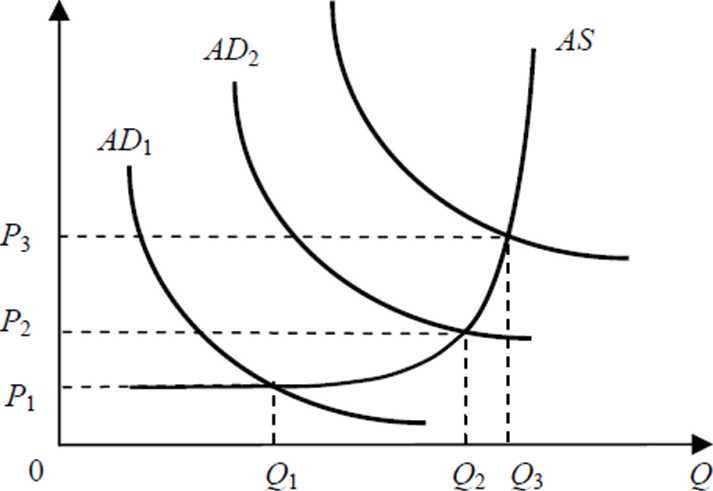 AS
AD₂
AD₁
P₃
P₂
P₁
0
Q₁
Q₂
Q₃
Q